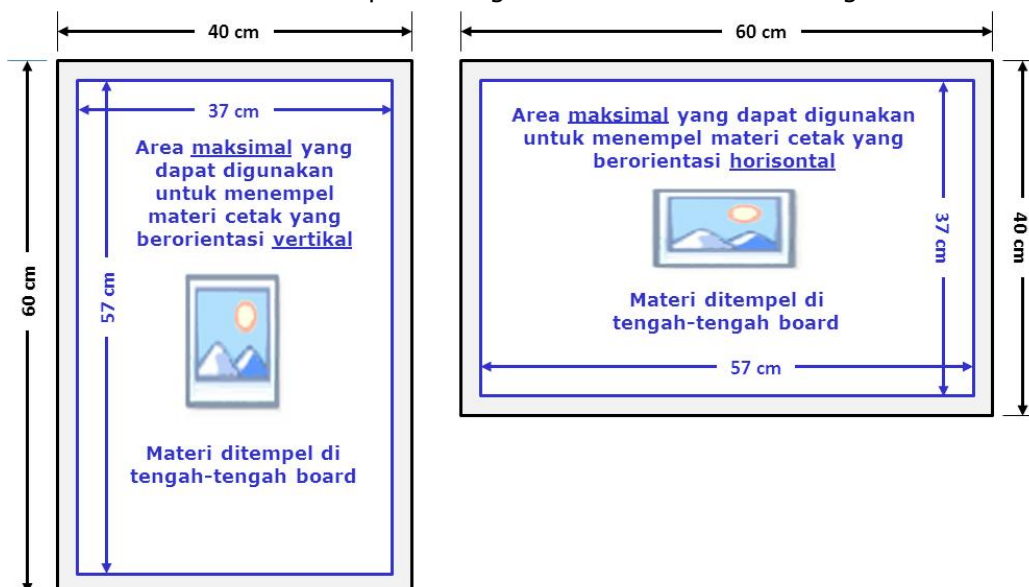 40 cm
60 cm
37 cm
57 cm
Area maksimal yang
dapat digunakan
untuk menempel
materi cetak yang
berorientasi vertikal
Materi ditempel di
tengah-tengah board
60 cm
40 cm
Area maksimal yang dapat digunakan
untuk menempel materi cetak yang
berorientasi horisontal
37 cm
Materi ditempel di
tengah-tengah board
57 cm